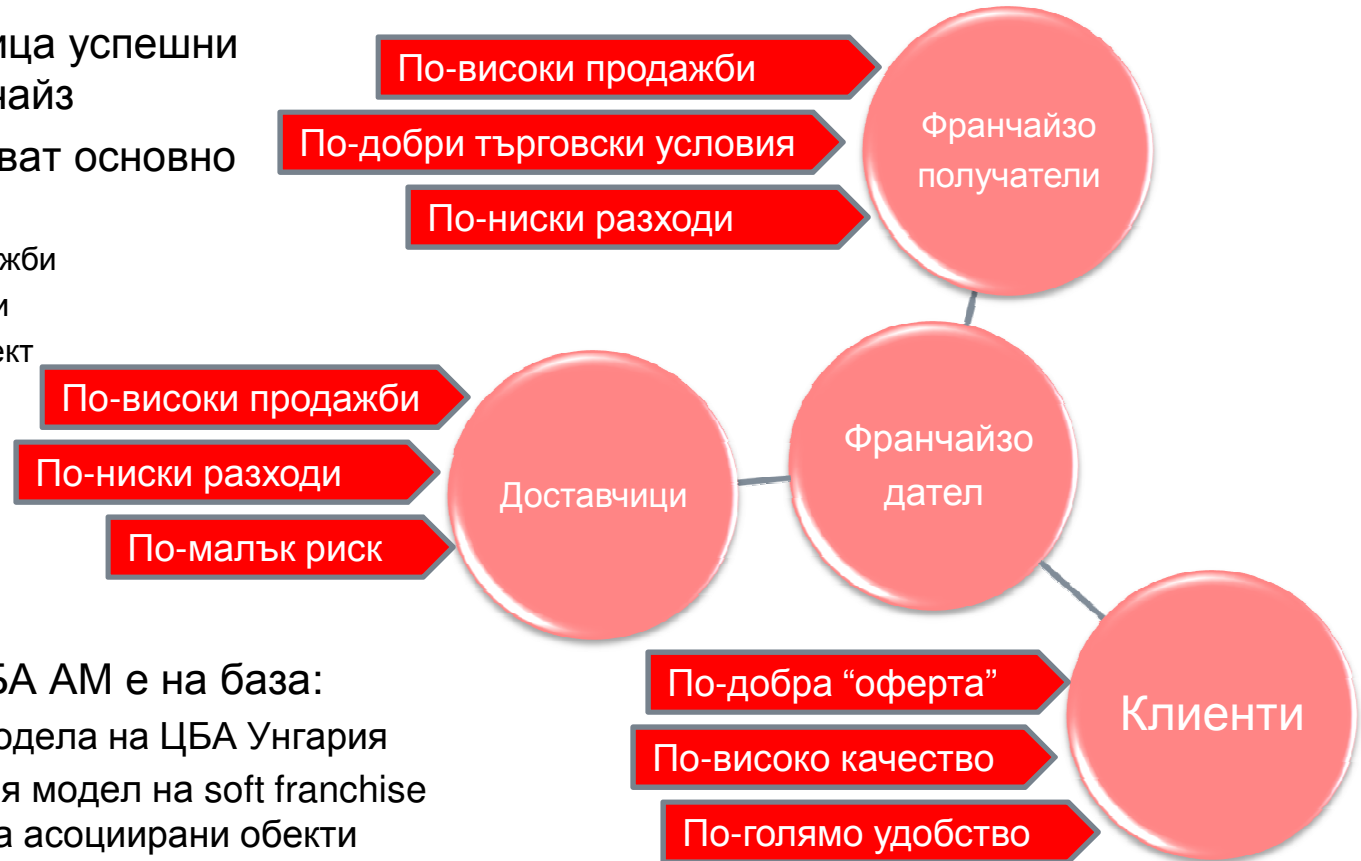 ица успешни
найз
ват основно
жби
и
ект
По-високи продажби
По-добри търговски условия
По-ниски разходи
Франчайзо
получатели
По-високи продажби
По-ниски разходи
По-малък риск
Доставчици
Франчайзо
дател
БА АМ е на база:
одела на ЦБА Унгария
я модел на soft franchise
а асоциирани обекти
По-добра “оферта”
По-високо качество
По-голямо удобство
Клиенти